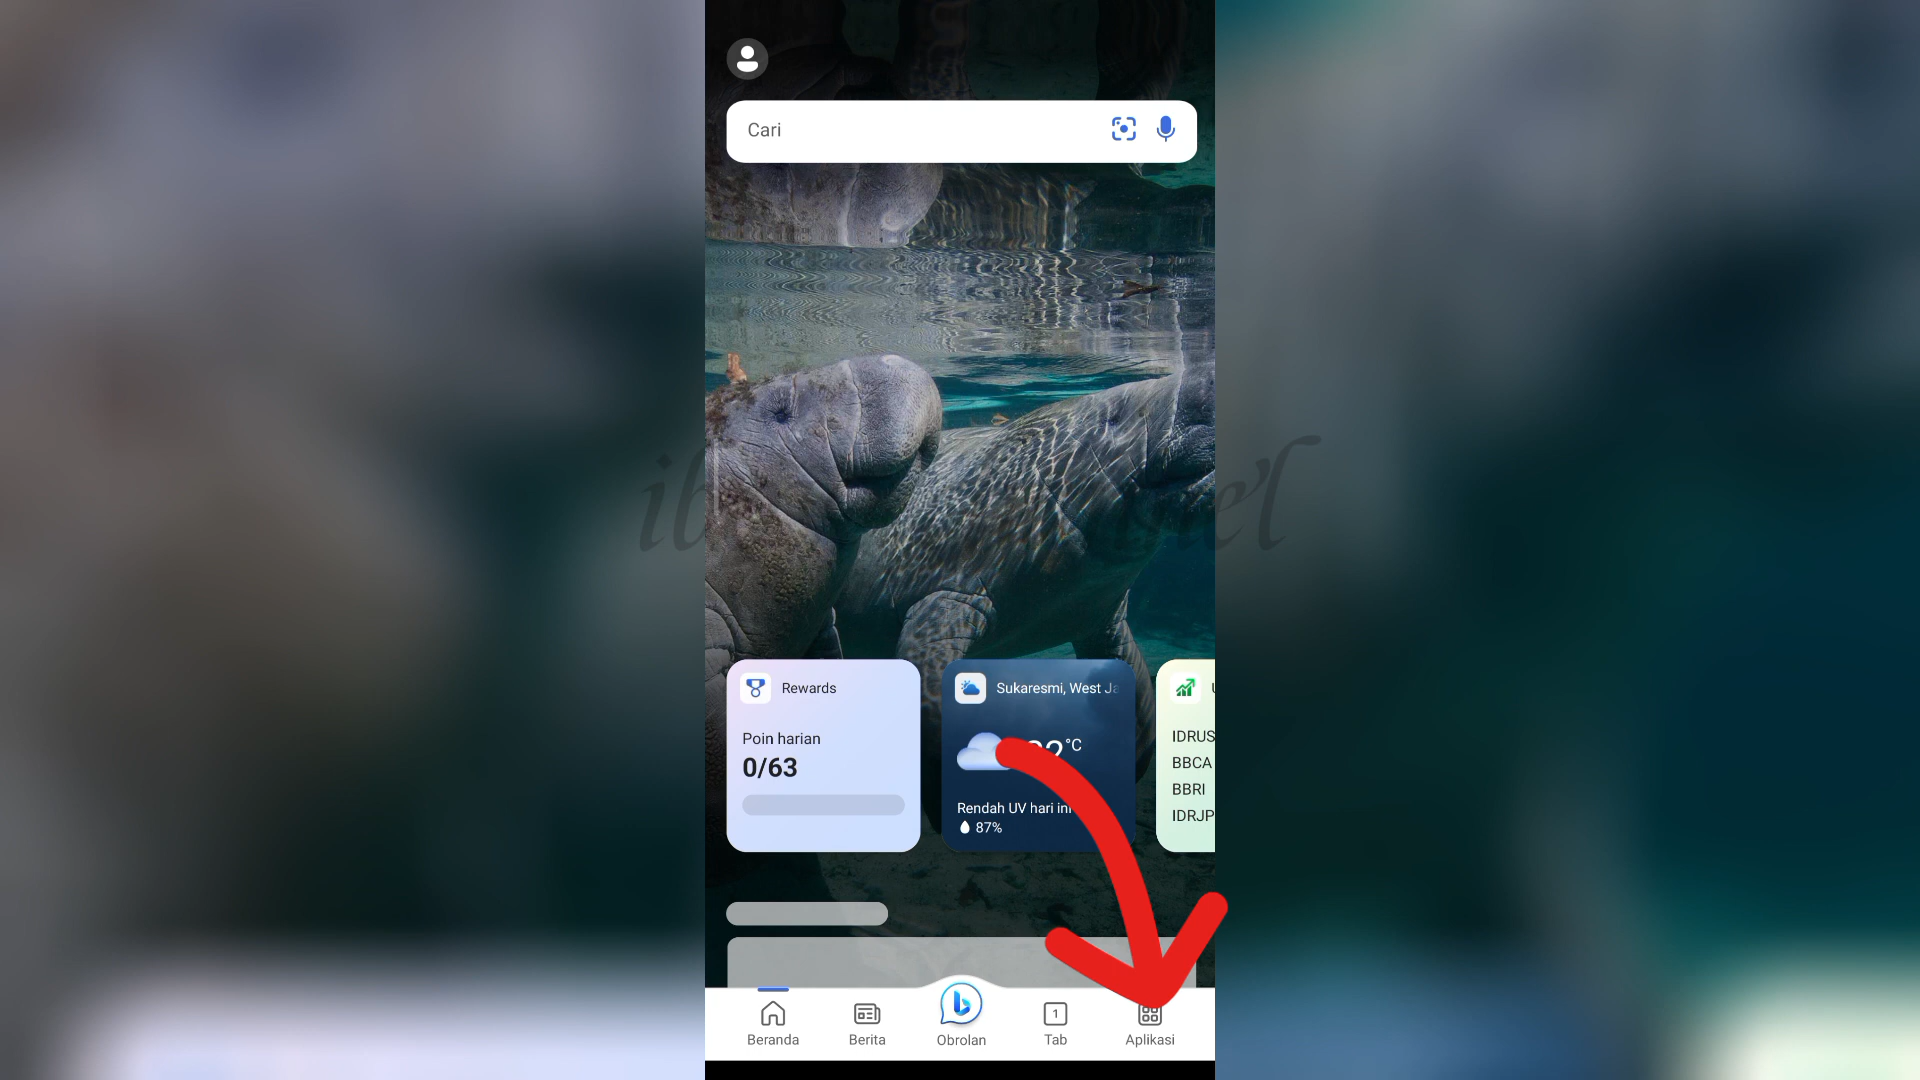 Cari
Rewards
Poin harian
0/63
Sukaresmi, West
°C
Rendah UV hari ini
87%
IDRUS
BBCA
BBRI
IDRJP
1
Beranda
Berita
Obrolan
Tab
Aplikasi